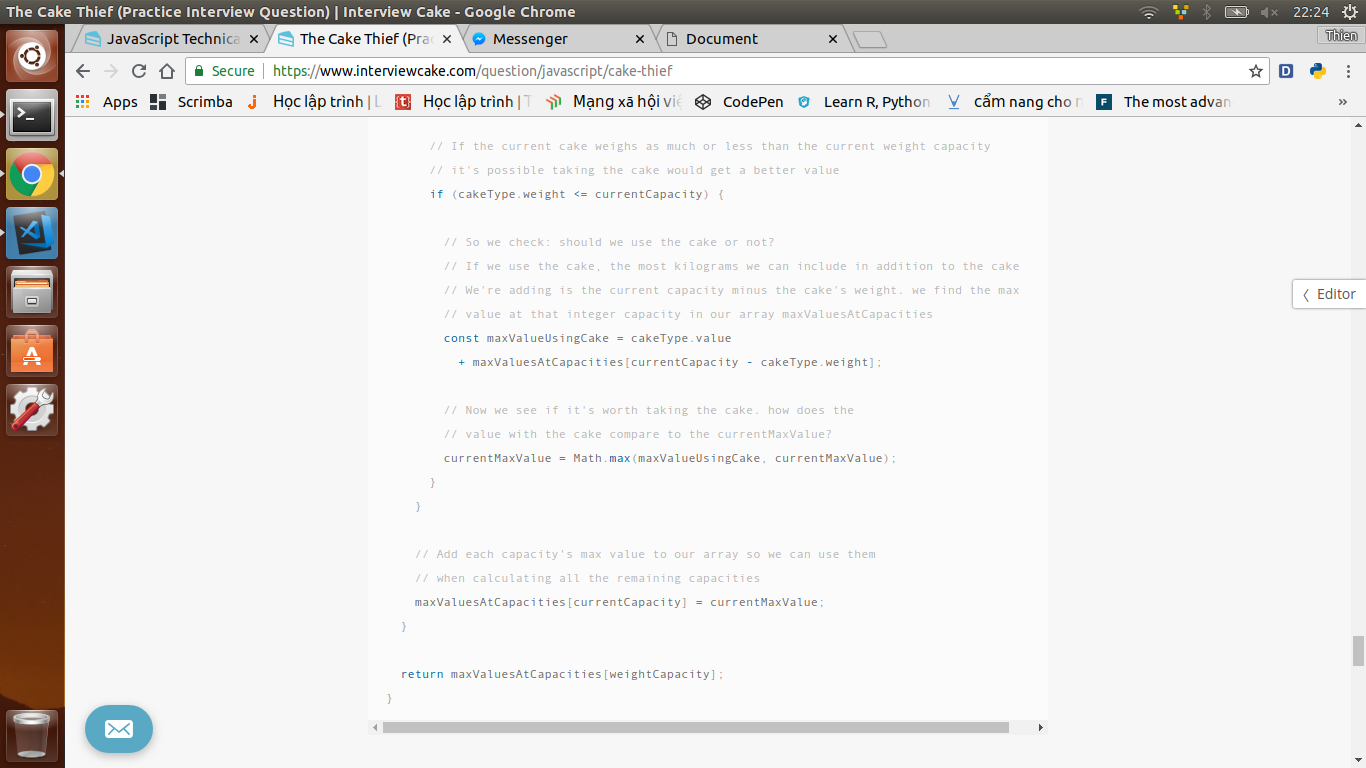 The Cake Thief (Practice Interview Question) | Interview Cake - Google Chrome
22:24
JavaScript Technica
The Cake Thief (Prac
Messenger
Document
Thien
Secure
https://www.interviewcake.com/question/javascript/cake-thief
Apps
Scrimba
Học lập trình |
Học lập trình |
Mạng xã hội việ
CodePen
Learn R, Python
cẩm nang cho
The most advan
»
// If the current cake weighs as much or less than the current weight capacity
// it's possible taking the cake would get a better value
if (cakeType.weight <= currentCapacity) {
// So we check: should we use the cake or not?
// If we use the cake, the most kilograms we can include in addition to the cake
// We're adding is the current capacity minus the cake's weight. we find the max
// value at that integer capacity in our array maxValuesAtCapacities
const maxValueUsingCake = cakeType.value
+ maxValuesAtCapacities[currentCapacity - cakeType.weight];
// Now we see if it's worth taking the cake. how does the
// value with the cake compare to the currentMaxValue?
currentMaxValue = Math.max(maxValueUsingCake, currentMaxValue);
}
}
// Add each capacity's max value to our array so we can use them
// when calculating all the remaining capacities
maxValuesAtCapacities[currentCapacity] = currentMaxValue;
}
return maxValuesAtCapacities[weightCapacity];
}
Editor